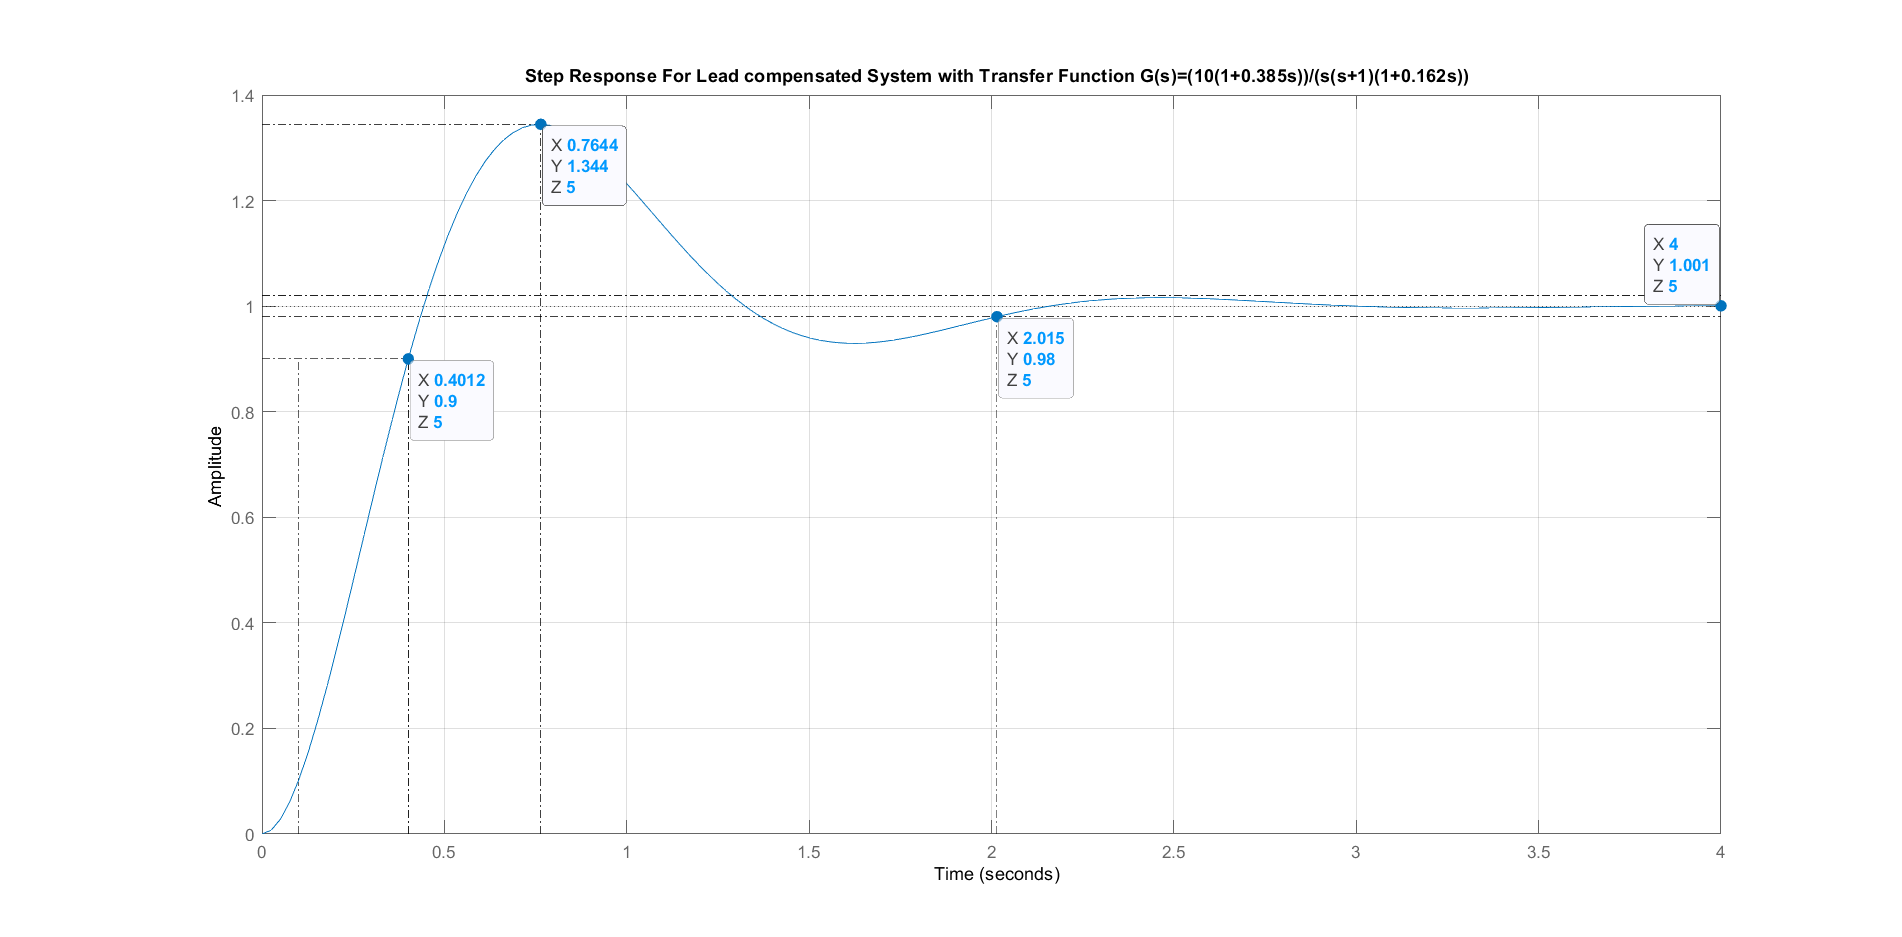 Step Response For Lead compensated System with Transfer Function G(s)=(10(1+0.385s))/(s(s+1)(1+0.162s))
1.4
1.2
1
0.8
0.6
0.4
0.2
0
Amplitude
X 0.7644
Y 1.344
Z 5
X 4
Y 1.001
Z 5
X 2.015
Y 0.98
Z 5
X 0.4012
Y 0.9
Z 5
0 0.5 1 1.5 2 2.5 3 3.5 4
Time (seconds)